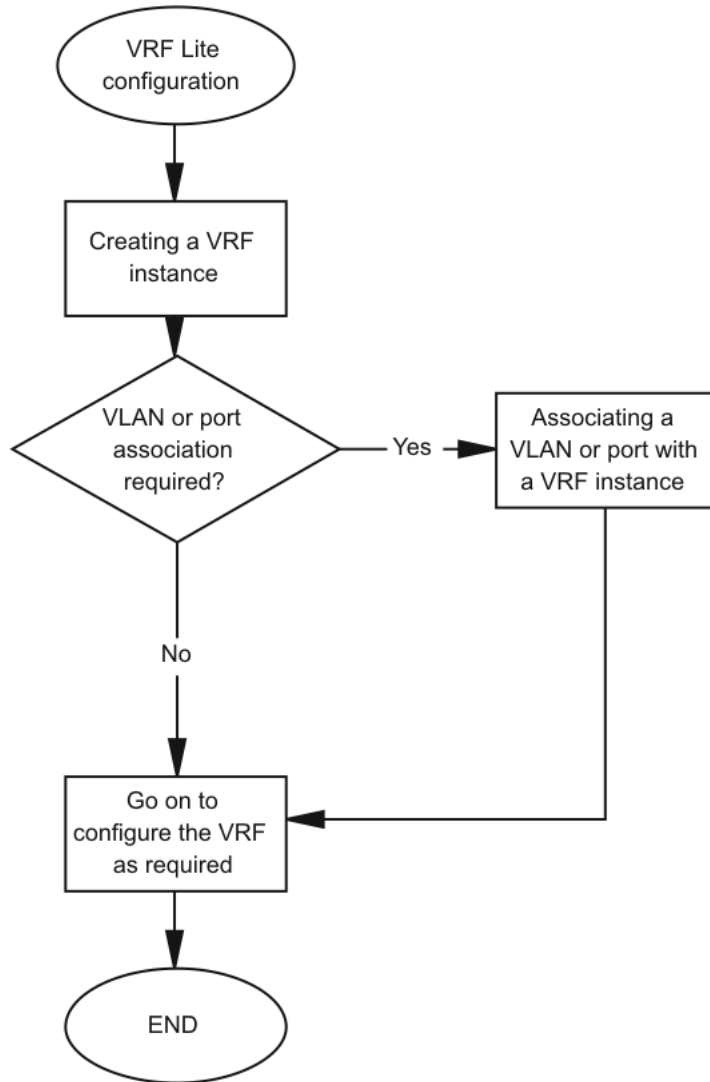 VRF Lite
configuration
Creating a VRF
instance
VLAN or port
association
required?
Yes
Associating a
VLAN or port with
a VRF instance
No
Go on to
configure the VRF
as required
END